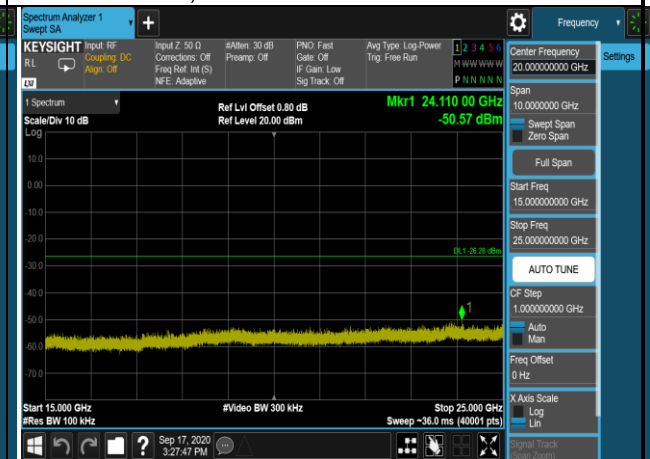 Spectrum Analyzer 1
Swept SA
+
Frequency
Settings
KEYSIGHT
RL
LXI
Input: RF
Coupling: DC
Align: Off
Input Z: 50 Ω
Corrections: Off
Freq Ref: Int (S)
NFE: Adaptive
#Atten: 30 dB
Preamp: Off
PNO: Fast
Gate: Off
IF Gain: Low
Sig Track: Off
Avg Type: Log-Power
Trig: Free Run
1 2 3 4 5 6
M W W W W W
P N N N N N
1 Spectrum
Scale/Div 10 dB
Log
Ref Lvl Offset 0.80 dB
Ref Level 20.00 dBm
Mkr1 24.110 00 GHz
-50.57 dBm
10.0
0.00
-10.0
-20.0
-30.0
-40.0
-50.0
-60.0
-70.0
DL1 -26.28 dBm
1
Start 15.000 GHz
#Res BW 100 kHz
#Video BW 300 kHz
Stop 25.000 GHz
Sweep ~36.0 ms (40001 pts)
Center Frequency
20.000000000 GHz
Span
10.0000000 GHz
Swept Span
Zero Span
Full Span
Start Freq
15.000000000 GHz
Stop Freq
25.000000000 GHz
AUTO TUNE
CF Step
1.000000000 GHz
Auto
Man
Freq Offset
0 Hz
X Axis Scale
Log
Lin
Signal Track
(Span Zoom)
?
Sep 17, 2020
3:27:47 PM